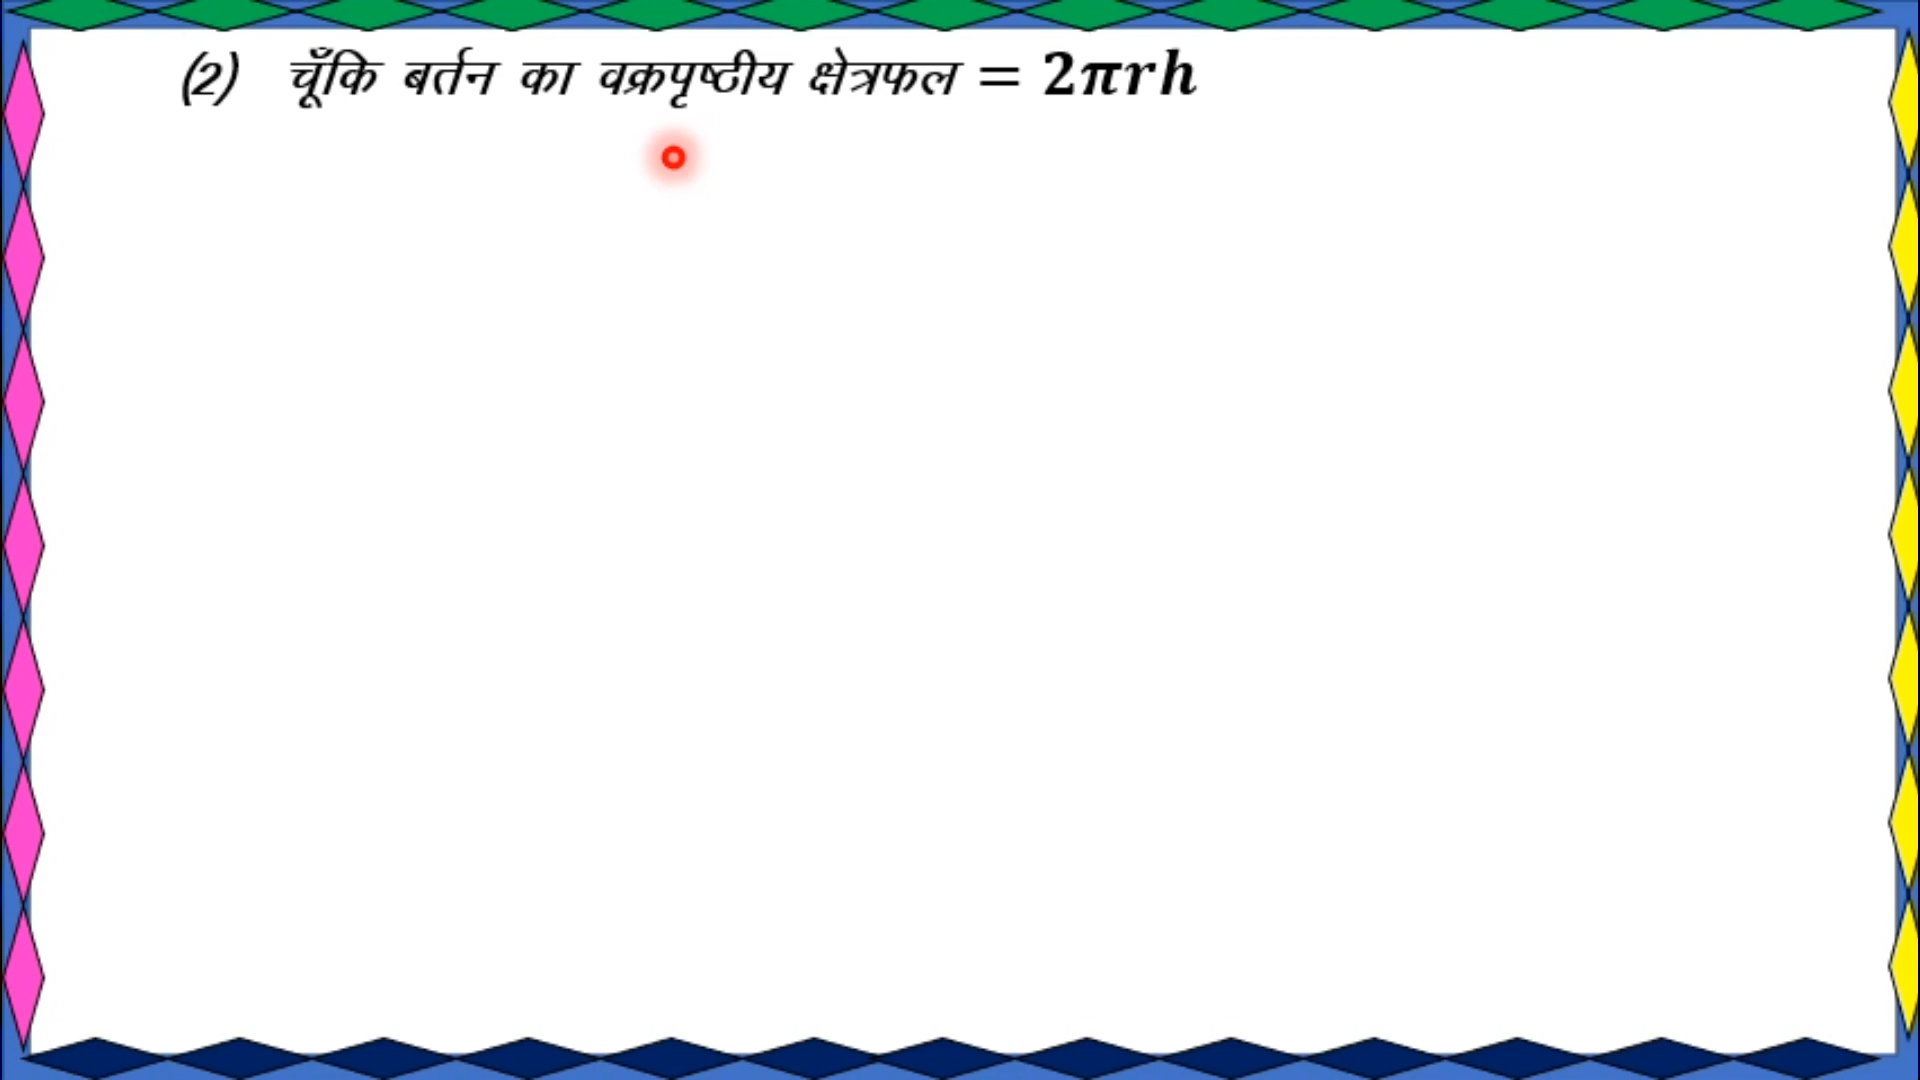 (2) चूँकि बर्तन का वक्रपृष्ठीय क्षेत्रफल = 2πrh